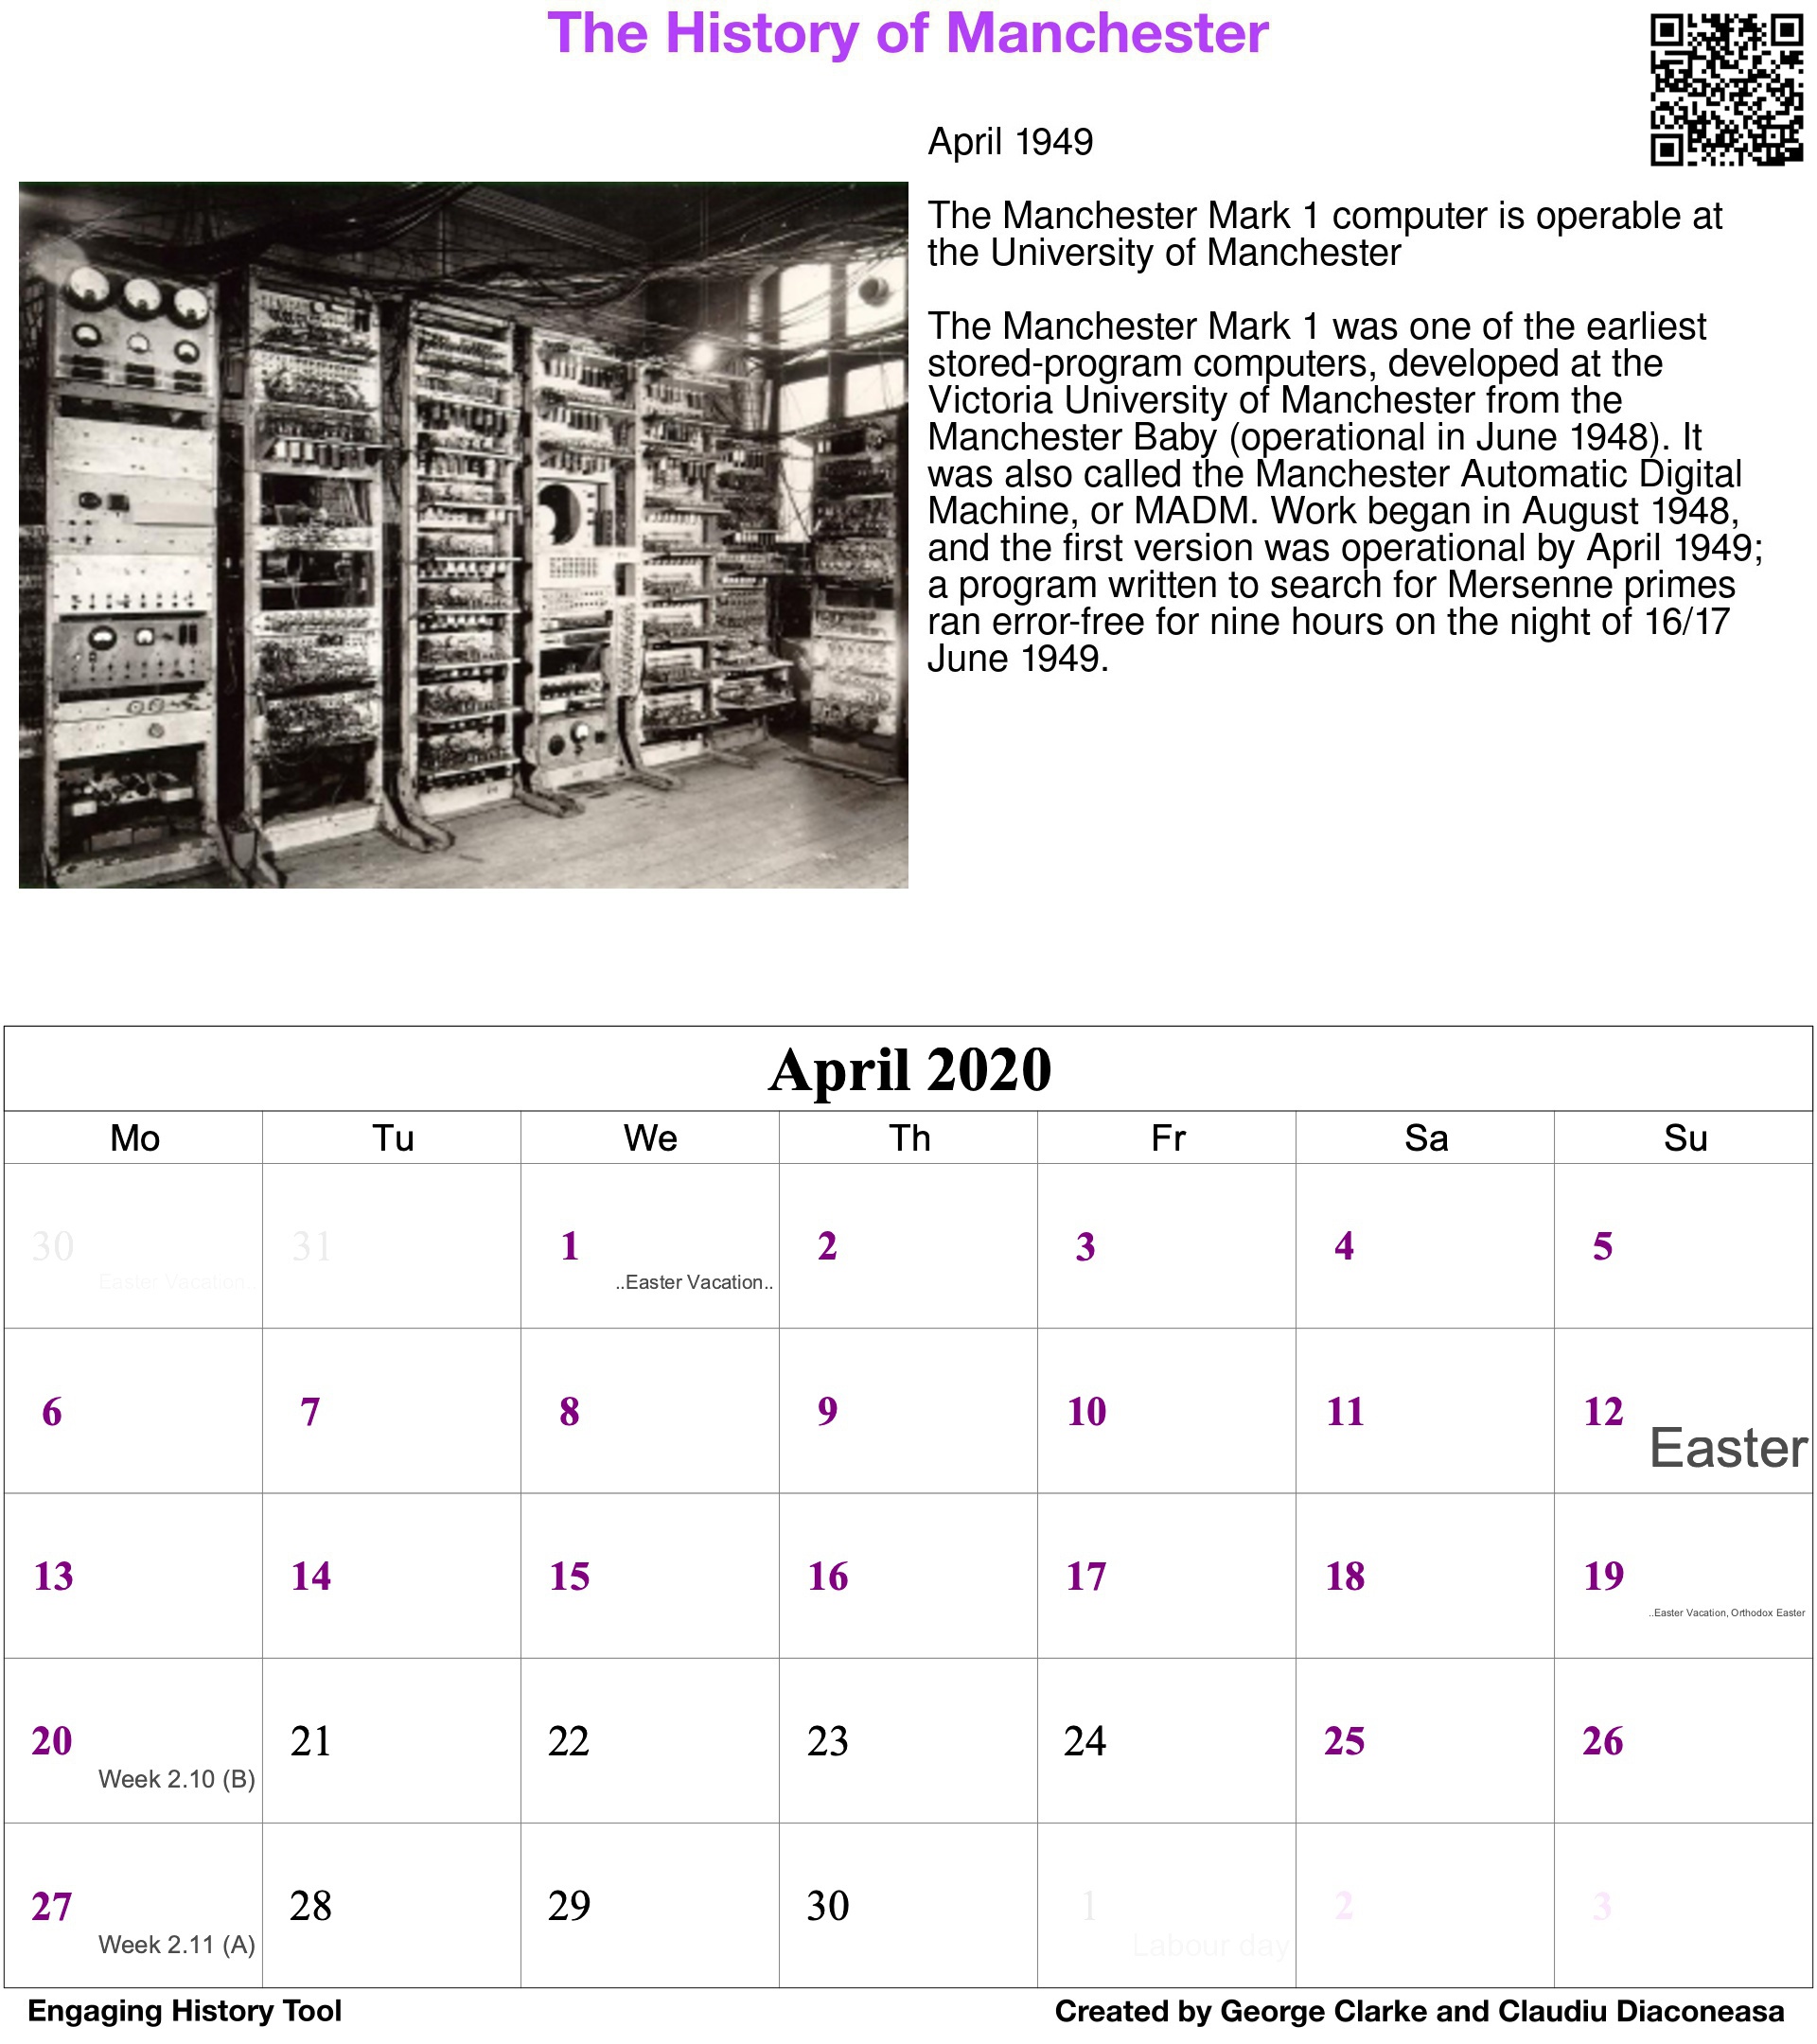 The History of Manchester
April 1949
The Manchester Mark 1 computer is operable at
the University of Manchester
The Manchester Mark 1 was one of the earliest
stored-program computers, developed at the
Victoria University of Manchester from the
Manchester Baby (operational in June 1948). It
was also called the Manchester Automatic Digital
Machine, or MADM. Work began in August 1948,
and the first version was operational by April 1949;
a program written to search for Mersenne primes
ran error-free for nine hours on the night of 16/17
June 1949.
April 2020
Mo Tu We Th Fr Sa Su
30 31 1 2 3 4 5
Easter Vacation.. ..Easter Vacation..
6 7 8 9 10 11 12
Easter
13 14 15 16 17 18 19
..Easter Vacation, Orthodox Easter
20 21 22 23 24 25 26
Week 2.10 (B)
27 28 29 30 1 2 3
Week 2.11 (A) Labour day
Engaging History Tool Created by George Clarke and Claudiu Diaconeasa